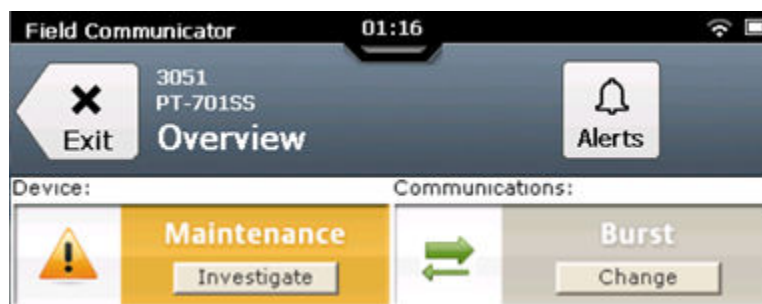 Field Communicator 01:16
3051
PT-701SS
Exit Overview Alerts
Device: Communications:
Maintenance Burst
Investigate Change